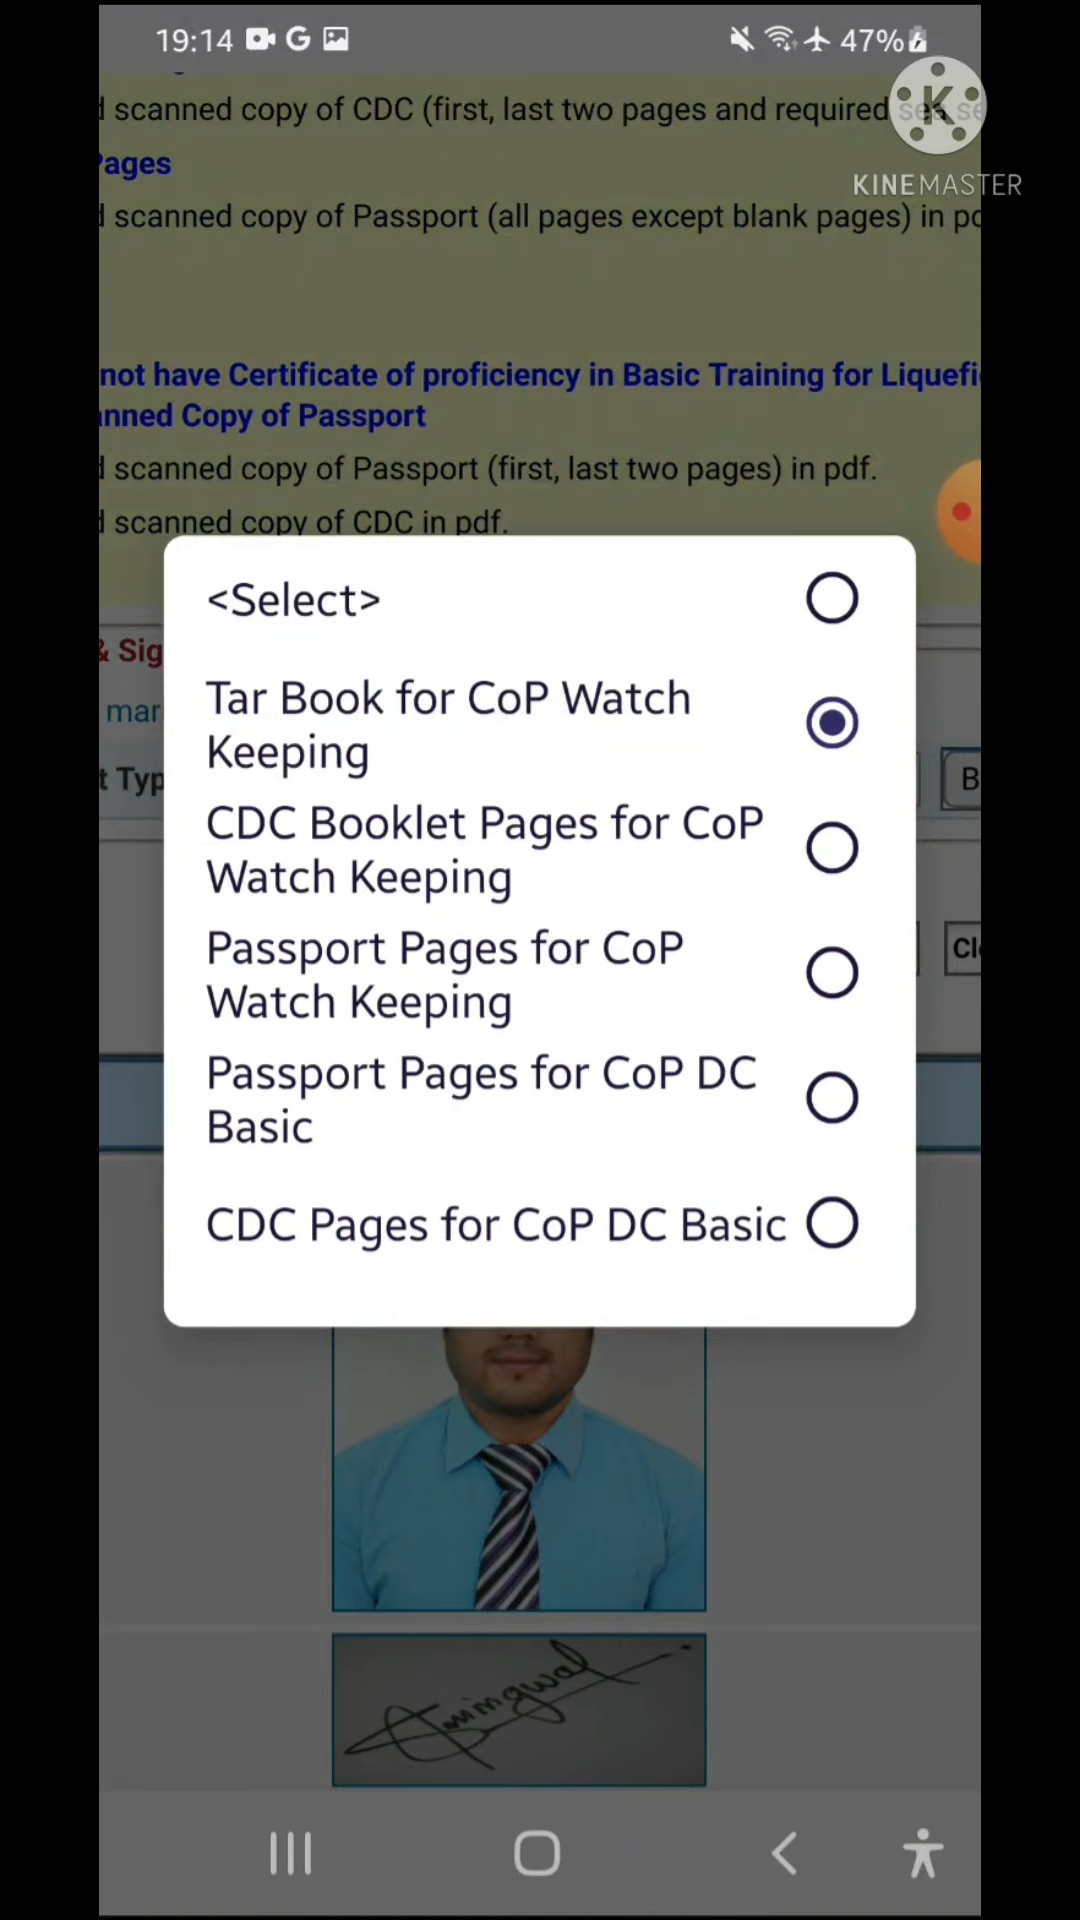 19:14
G
47%
KINEMASTER
scanned copy of CDC (first, last two pages and required
Pages
scanned copy of Passport (all pages except blank pages) in
not have Certificate of proficiency in Basic Training for
Copy of Passport
scanned copy of Passport (first, last two pages) in pdf.
scanned copy of CDC in pdf.
<Select>
& Sig
Tar Book for CoP Watch
mar
Keeping
t Typ
B
CDC Booklet Pages for CoP
Watch Keeping
Passport Pages for CoP
Cl
Watch Keeping
Passport Pages for CoP DC
Basic
CDC Pages for CoP DC Basic